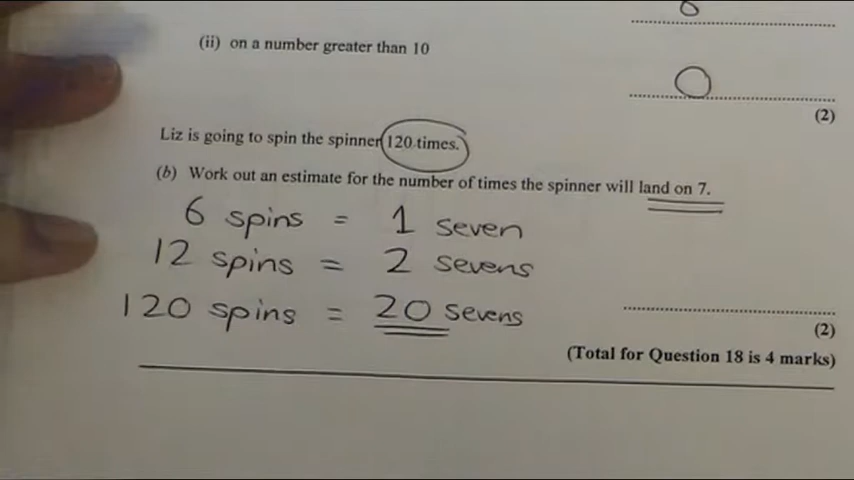 (ii) on a number greater than 10
0
(2)
Liz is going to spin the spinner 120 times.
(b) Work out an estimate for the number of times the spinner will land on 7.
6 spins = 1 seven
12 spins = 2 sevens
120 spins = 20 sevens
(2)
(Total for Question 18 is 4 marks)